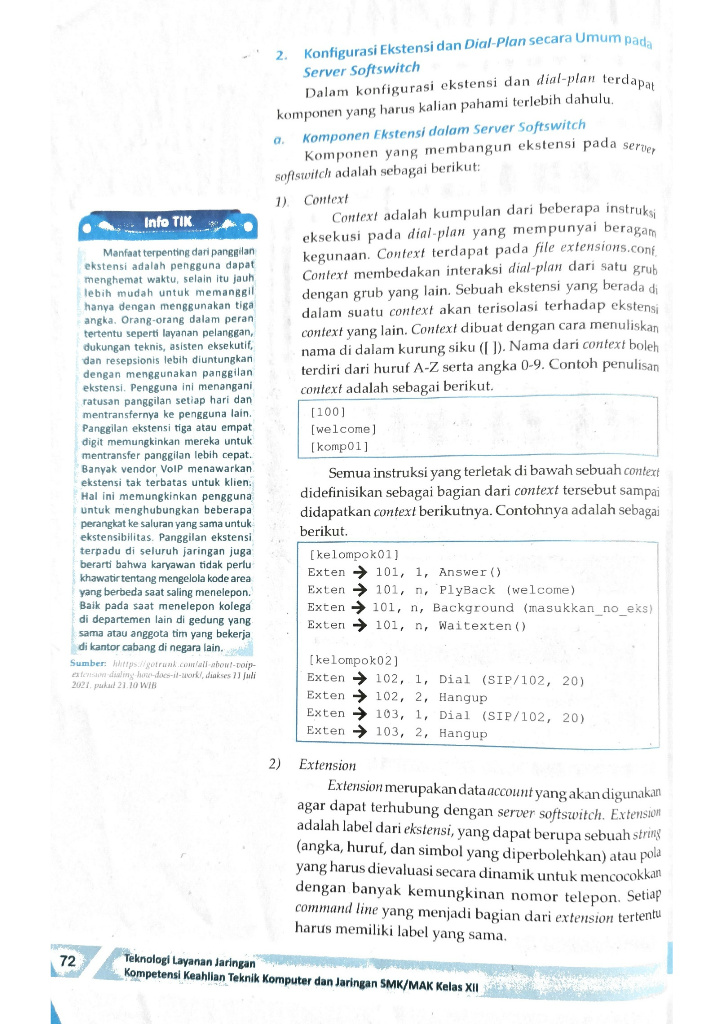 2. Konfigurasi Ekstensi dan Dial-Plan secara Umum pada
Server Softswitch
Dalam konfigurasi ekstensi dan dial-plan terdapat
komponen yang harus kalian pahami terlebih dahulu.
a. Komponen Ekstensi dalam Server Softswitch
Komponen yang membangun ekstensi pada server
softswitch adalah sebagai berikut:
1). Context
Context adalah kumpulan dari beberapa instruksi
eksekusi pada dial-plan yang mempunyai beragam
kegunaan. Context terdapat pada file extensions.conf.
Context membedakan interaksi dial-plan dari satu grub
dengan grub yang lain. Sebuah ekstensi yang berada di
dalam suatu context akan terisolasi terhadap ekstensi
context yang lain. Context dibuat dengan cara menuliskan
nama di dalam kurung siku ([ ]). Nama dari context boleh
terdiri dari huruf A-Z serta angka 0-9. Contoh penulisan
context adalah sebagai berikut.
[100]
[welcome]
[komp01]
Semua instruksi yang terletak di bawah sebuah context
didefinisikan sebagai bagian dari context tersebut sampai
didapatkan context berikutnya. Contohnya adalah sebagai
berikut.
[kelompok01]
Exten → 101, 1, Answer()
Exten → 101, n, PlyBack (welcome)
Exten → 101, n, Background (masukkan_no_eks)
Exten → 101, n, Waitexten()
[kelompok02]
Exten → 102, 1, Dial (SIP/102, 20)
Exten → 102, 2, Hangup
Exten → 103, 1, Dial (SIP/102, 20)
Exten → 103, 2, Hangup
2) Extension
Extension merupakan data account yang akan digunakan
agar dapat terhubung dengan server softswitch. Extension
adalah label dari ekstensi, yang dapat berupa sebuah string
(angka, huruf, dan simbol yang diperbolehkan) atau pola
yang harus dievaluasi secara dinamik untuk mencocokkan
dengan banyak kemungkinan nomor telepon. Setiap
command line yang menjadi bagian dari extension tertentu
harus memiliki label yang sama.
Info TIK
Manfaat terpenting dari panggilan
ekstensi adalah pengguna dapat
menghemat waktu, selain itu jauh
lebih mudah untuk memanggil
hanya dengan menggunakan tiga
angka. Orang-orang dalam peran
tertentu seperti layanan pelanggan,
dukungan teknis, asisten eksekutif,
dan resepsionis lebih diuntungkan
dengan menggunakan panggilan
ekstensi. Pengguna ini menangani
ratusan panggilan setiap hari dan
mentransfernya ke pengguna lain.
Panggilan ekstensi tiga atau empat
digit memungkinkan mereka untuk
mentransfer panggilan lebih cepat.
Banyak vendor VoIP menawarkan
ekstensi tak terbatas untuk klien.
Hal ini memungkinkan pengguna
untuk menghubungkan beberapa
perangkat ke saluran yang sama untuk
ekstensibilitas. Panggilan ekstensi
terpadu di seluruh jaringan juga
berarti bahwa karyawan tidak perlu
khawatir tentang mengelola kode area
yang berbeda saat saling menelepon.
Baik pada saat menelepon kolega
di departemen lain di gedung yang
sama atau anggota tim yang bekerja
di kantor cabang di negara lain.
Sumber: hhttps://gotrunk.com/all-about-voip-
extension-dialing-how-does-it-work/, diakses 11 Juli
2021, pukul 21.10 WIB
72
Teknologi Layanan Jaringan
Kompetensi Keahlian Teknik Komputer dan Jaringan SMK/MAK Kelas XII